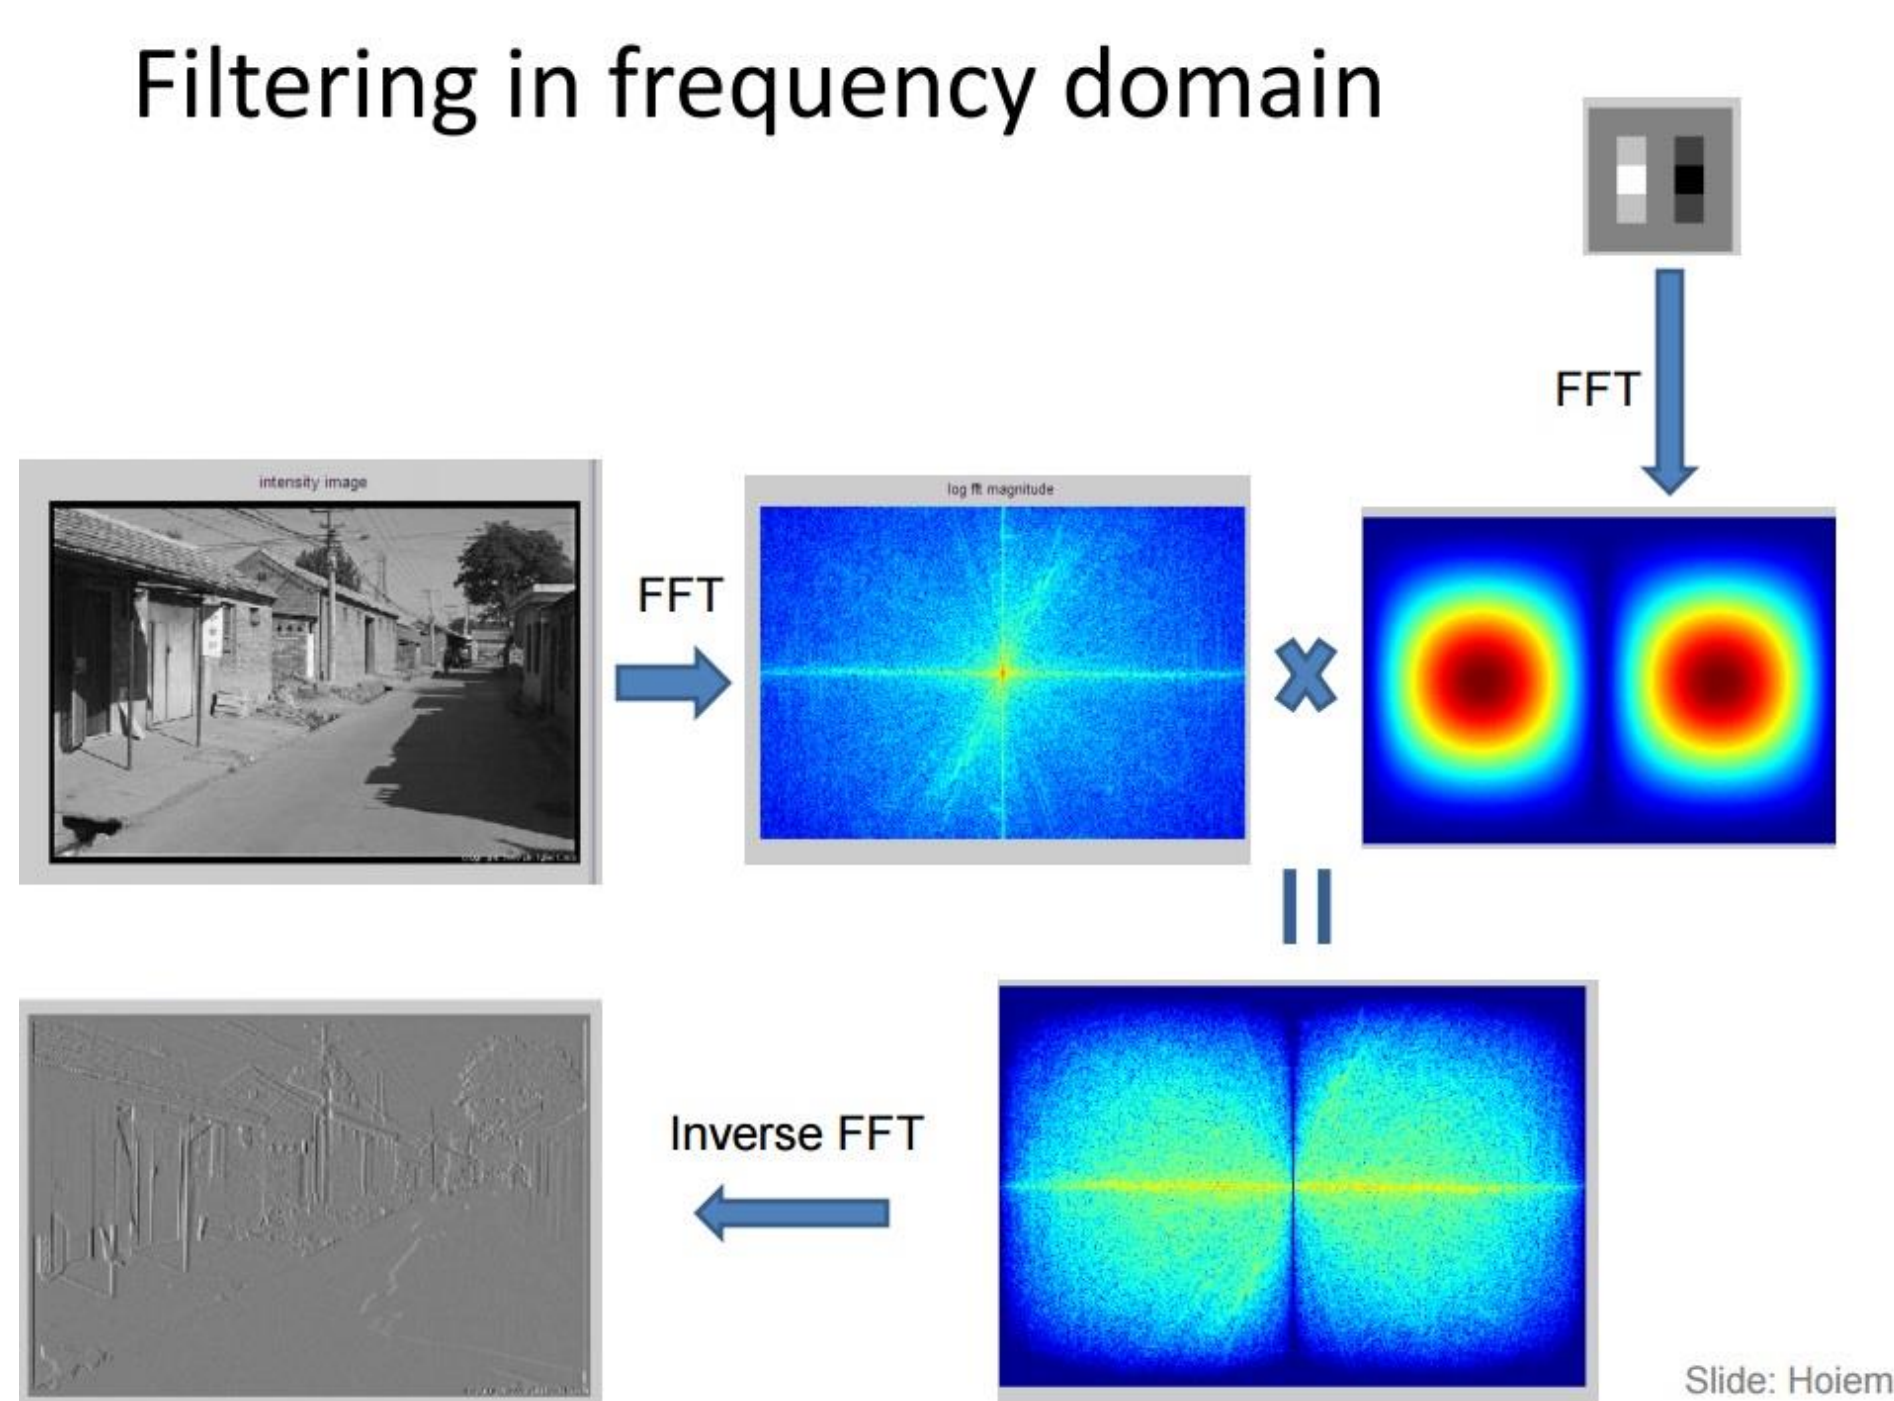 Filtering in frequency domain
FFT
intensity image
log fft magnitude
FFT
Inverse FFT
Slide: Hoiem